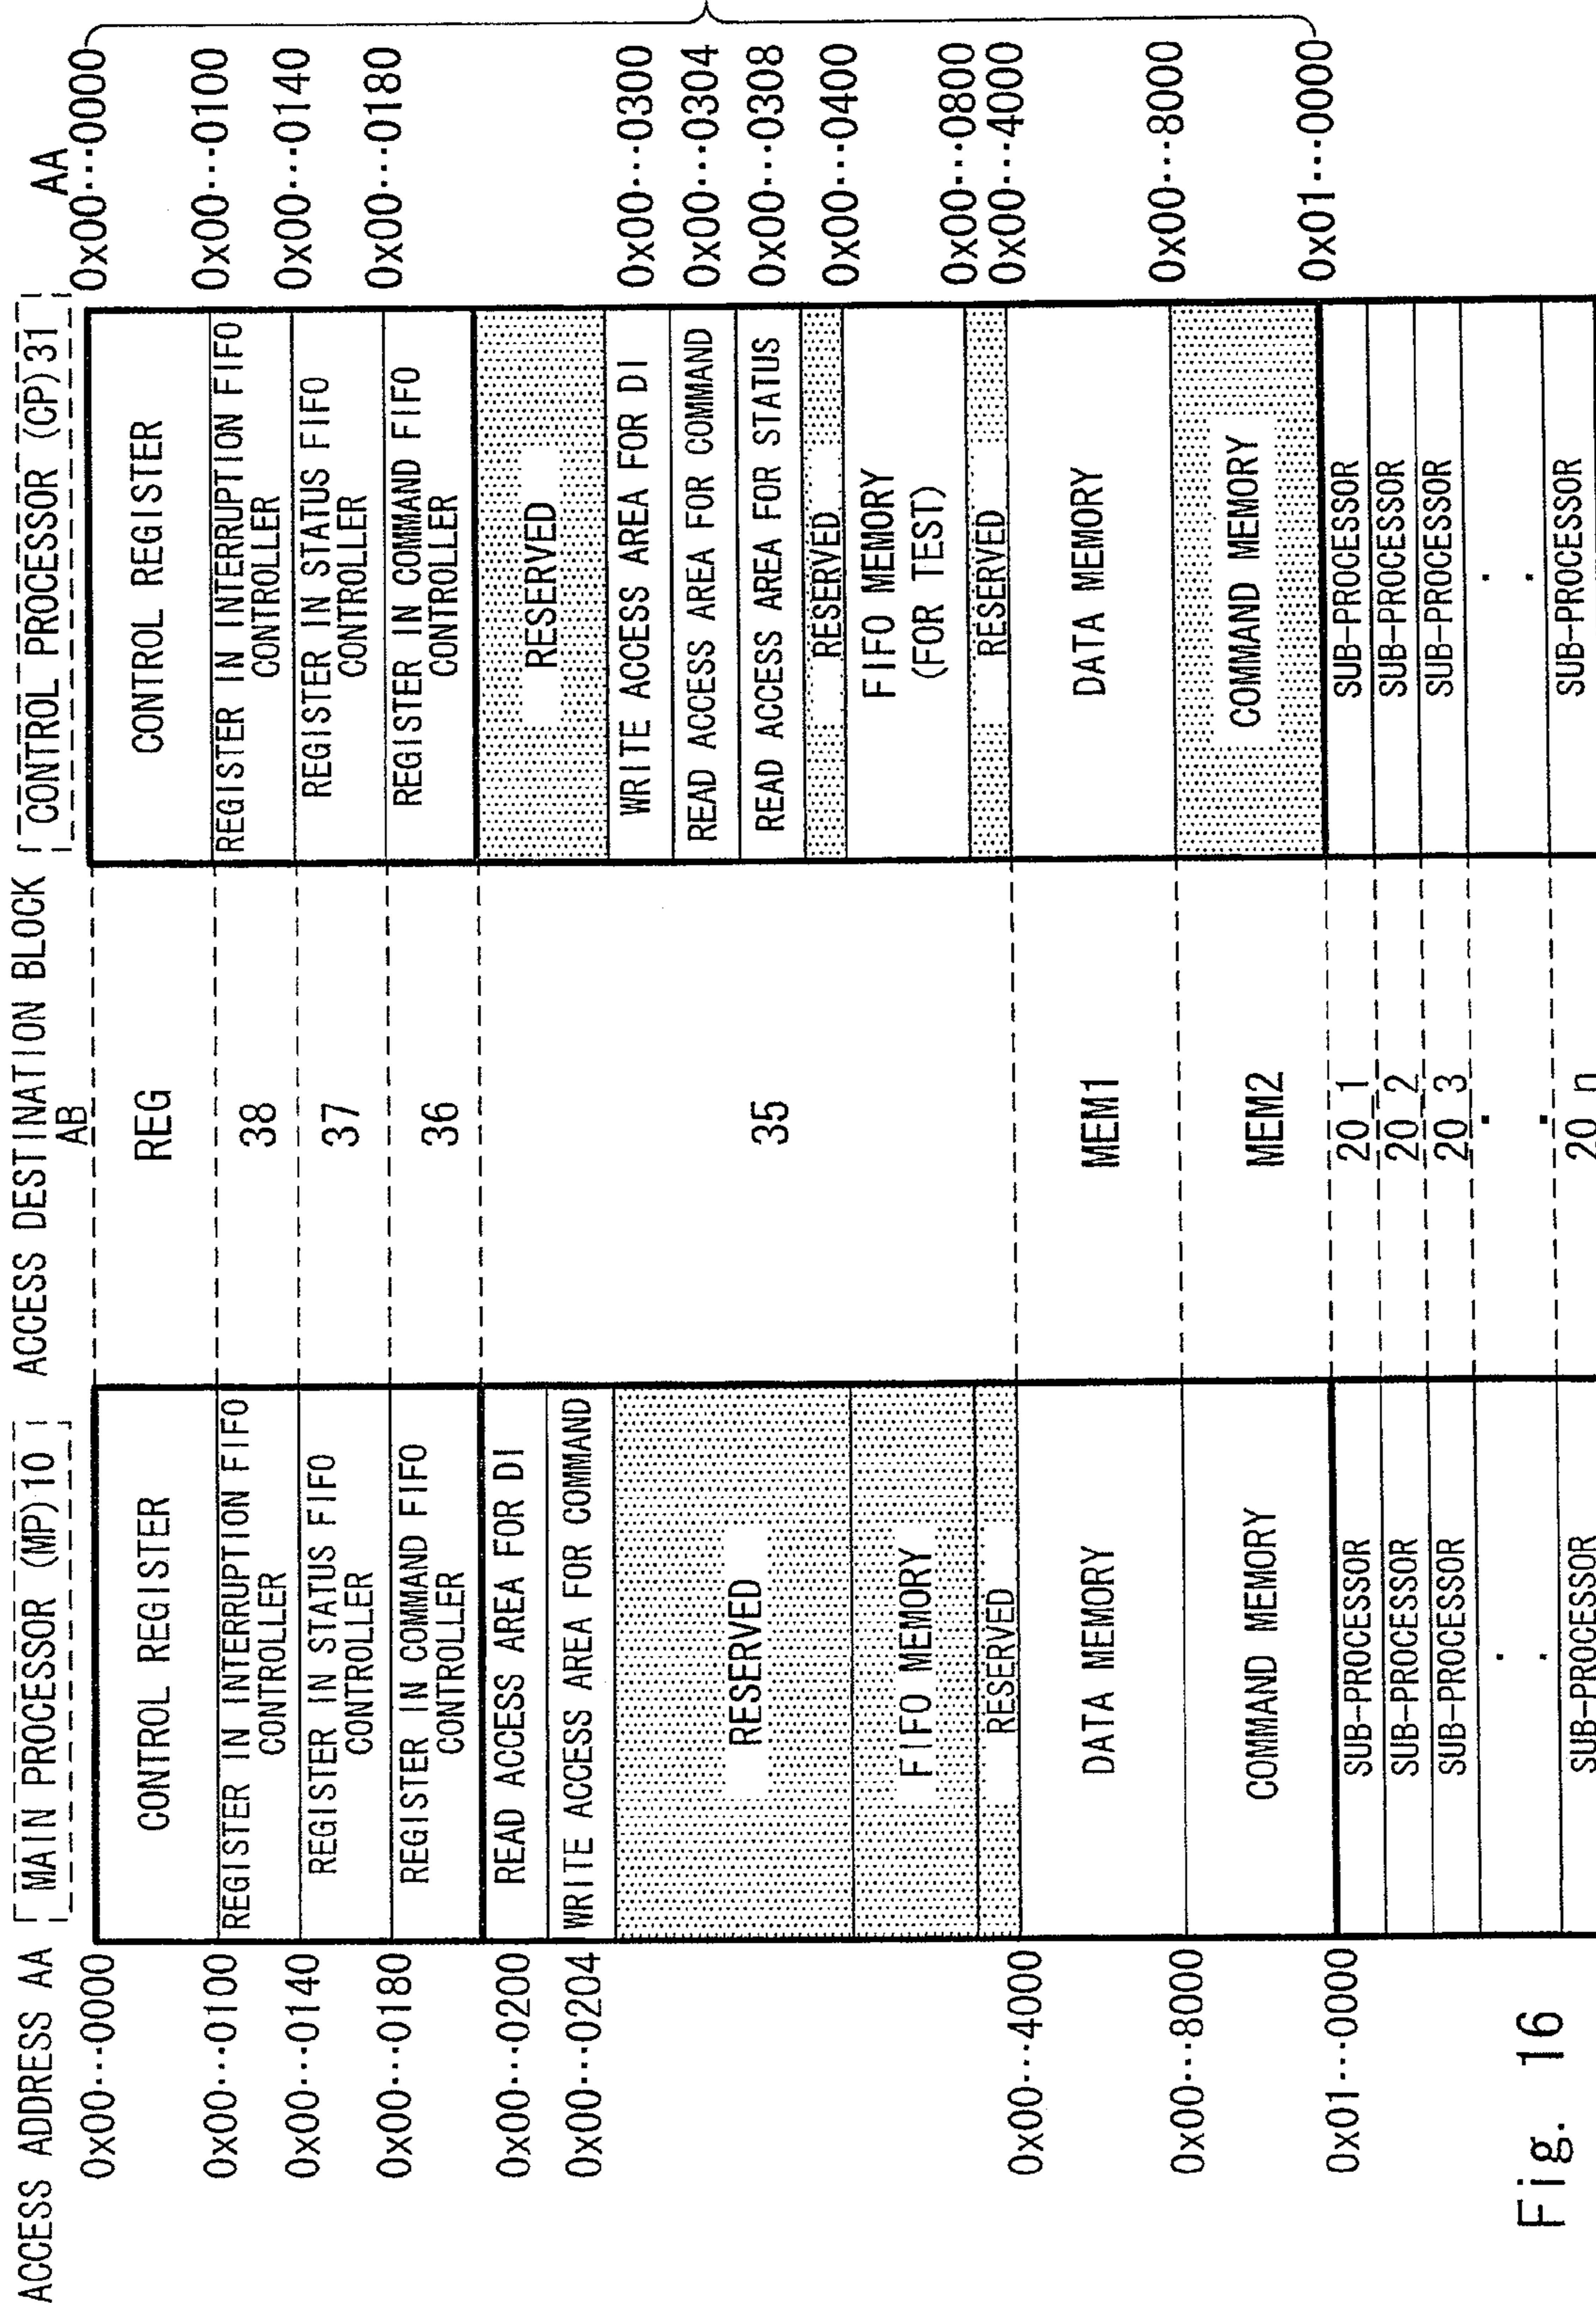 ACCESS ADDRESS AA
MAIN PROCESSOR (MP) 10
ACCESS DESTINATION BLOCK
AB
CONTROL PROCESSOR (CP) 31
AA
0x00···0000
0x00···0100
0x00···0140
0x00···0180
0x00···0200
0x00···0204
0x00···4000
0x00···8000
0x01···0000
CONTROL REGISTER
REGISTER IN INTERRUPTION FIFO
CONTROLLER
REGISTER IN STATUS FIFO
CONTROLLER
REGISTER IN COMMAND FIFO
CONTROLLER
READ ACCESS AREA FOR DI
WRITE ACCESS AREA FOR COMMAND
RESERVED
FIFO MEMORY
RESERVED
DATA MEMORY
COMMAND MEMORY
SUB-PROCESSOR
SUB-PROCESSOR
SUB-PROCESSOR
·
·
SUB-PROCESSOR
REG
38
37
36
35
MEM1
MEM2
20_1
20_2
20_3
·
·
20_n
CONTROL REGISTER
REGISTER IN INTERRUPTION FIFO
CONTROLLER
REGISTER IN STATUS FIFO
CONTROLLER
REGISTER IN COMMAND FIFO
CONTROLLER
RESERVED
WRITE ACCESS AREA FOR DI
READ ACCESS AREA FOR COMMAND
READ ACCESS AREA FOR STATUS
RESERVED
FIFO MEMORY
(FOR TEST)
RESERVED
DATA MEMORY
COMMAND MEMORY
SUB-PROCESSOR
SUB-PROCESSOR
SUB-PROCESSOR
·
·
SUB-PROCESSOR
0x00···0000
0x00···0100
0x00···0140
0x00···0180
0x00···0300
0x00···0304
0x00···0308
0x00···0400
0x00···0800
0x00···4000
0x00···8000
0x01···0000
Fig. 16